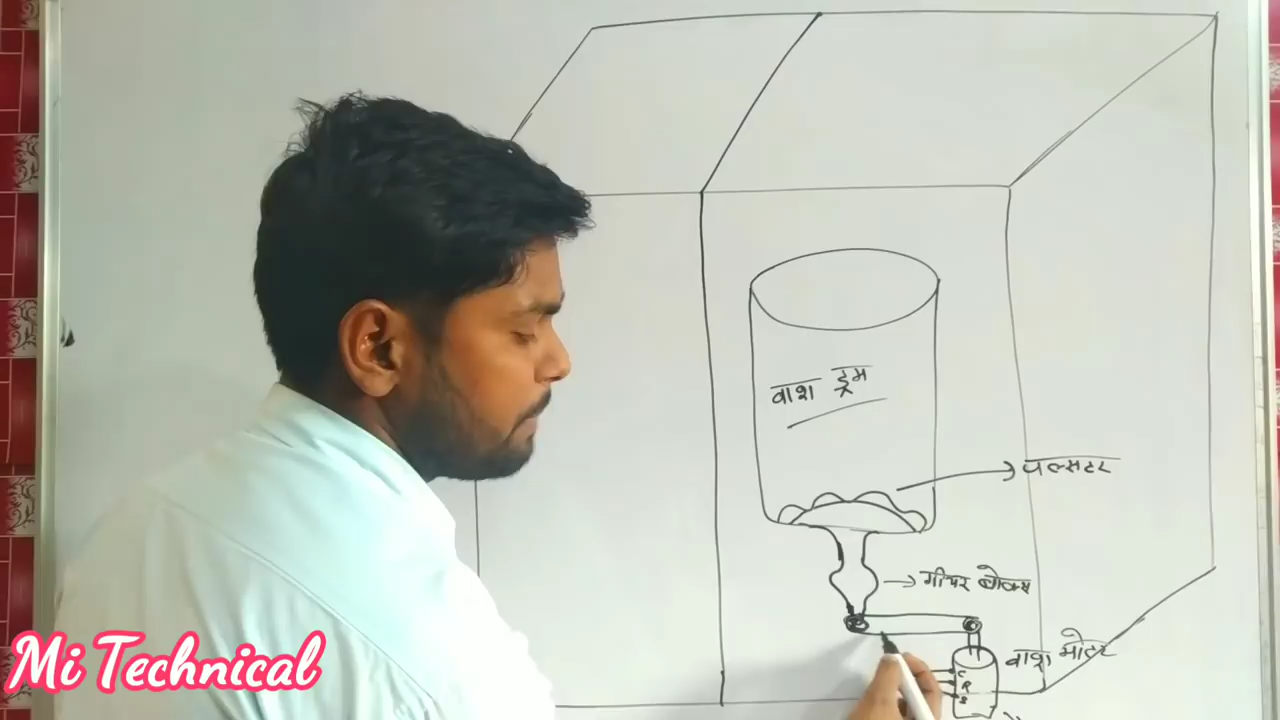 वाश ड्रम
पल्सटर
गीयर बोक्स
वाश मोटर
C
R
S
Mi Technical